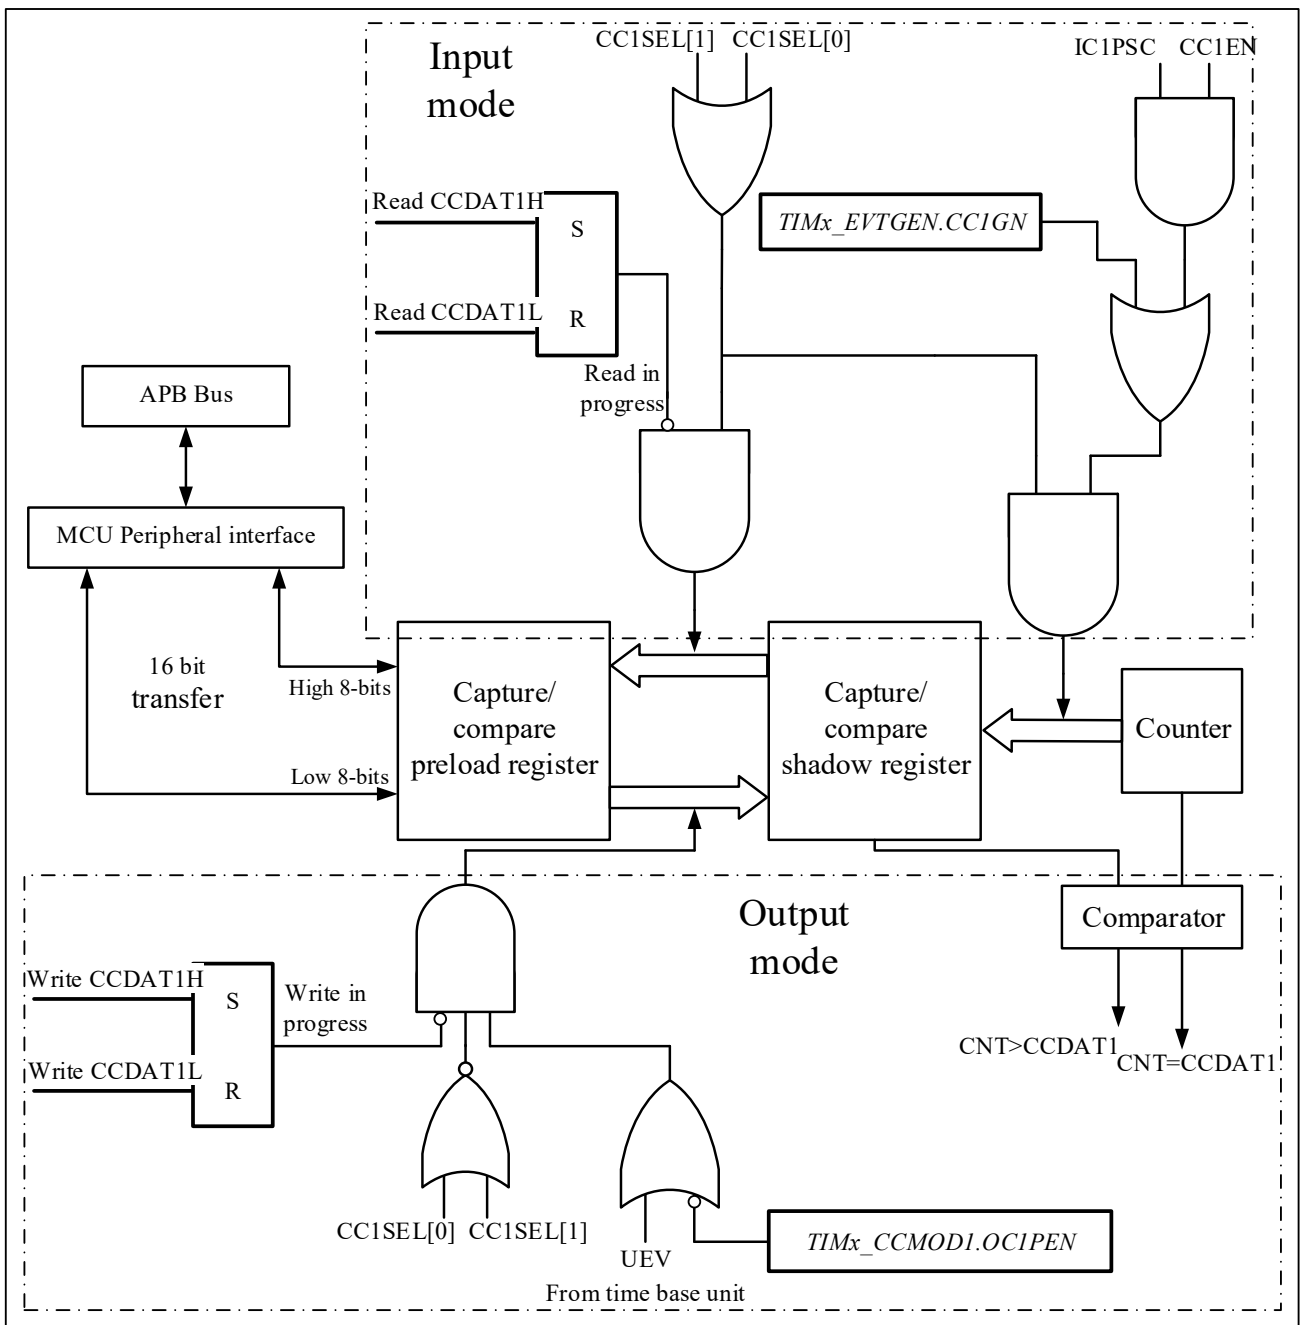 Input
mode
CC1SEL[1] CC1SEL[0]
IC1PSC CC1EN
Read CCDAT1H
S
TIMx_EVTGEN.CC1GN
Read CCDAT1L
R
Read in
progress
APB Bus
MCU Peripheral interface
16 bit
transfer
High 8-bits
Low 8-bits
Capture/
compare
preload register
Capture/
compare
shadow register
Counter
Output
mode
Comparator
Write CCDAT1H
S
Write in
progress
Write CCDAT1L
R
CNT>CCDAT1
CNT=CCDAT1
CC1SEL[0] CC1SEL[1]
UEV
TIMx_CCMOD1.OC1PEN
From time base unit